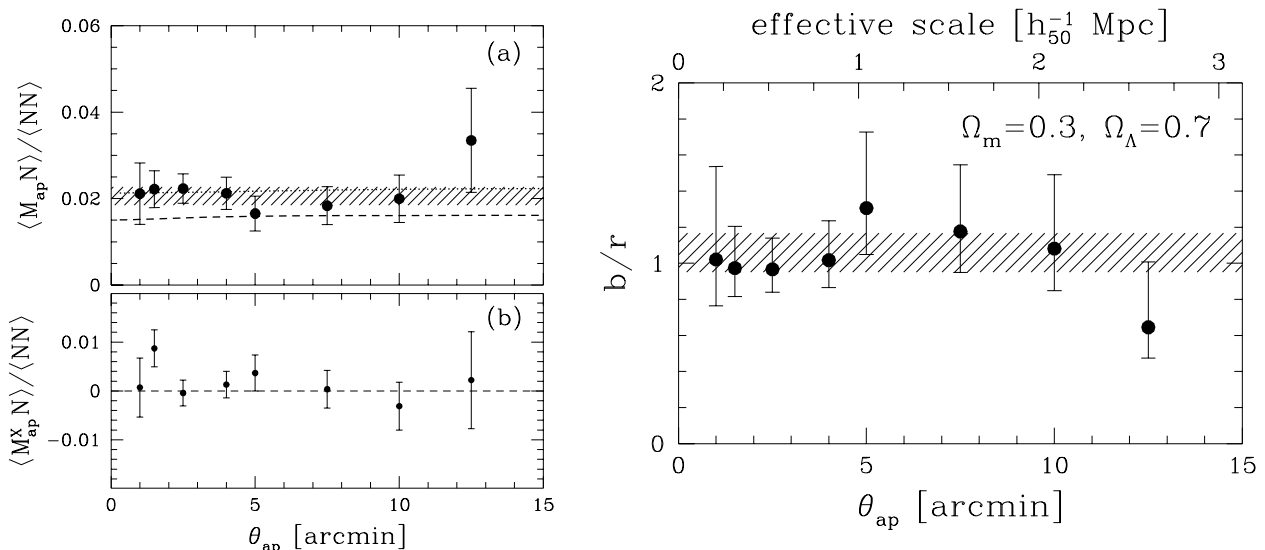 0.06
(a)
⟨M_ap N⟩/⟨NN⟩
0.04
0.02
0
(b)
⟨M^X_ap N⟩/⟨NN⟩
0.01
0
−0.01
0 5 10 15
θ_ap [arcmin]
effective scale [h^−1_50 Mpc]
0 1 2 3
2
Ω_m=0.3, Ω_Λ=0.7
b/r
1
0
0 5 10 15
θ_ap [arcmin]